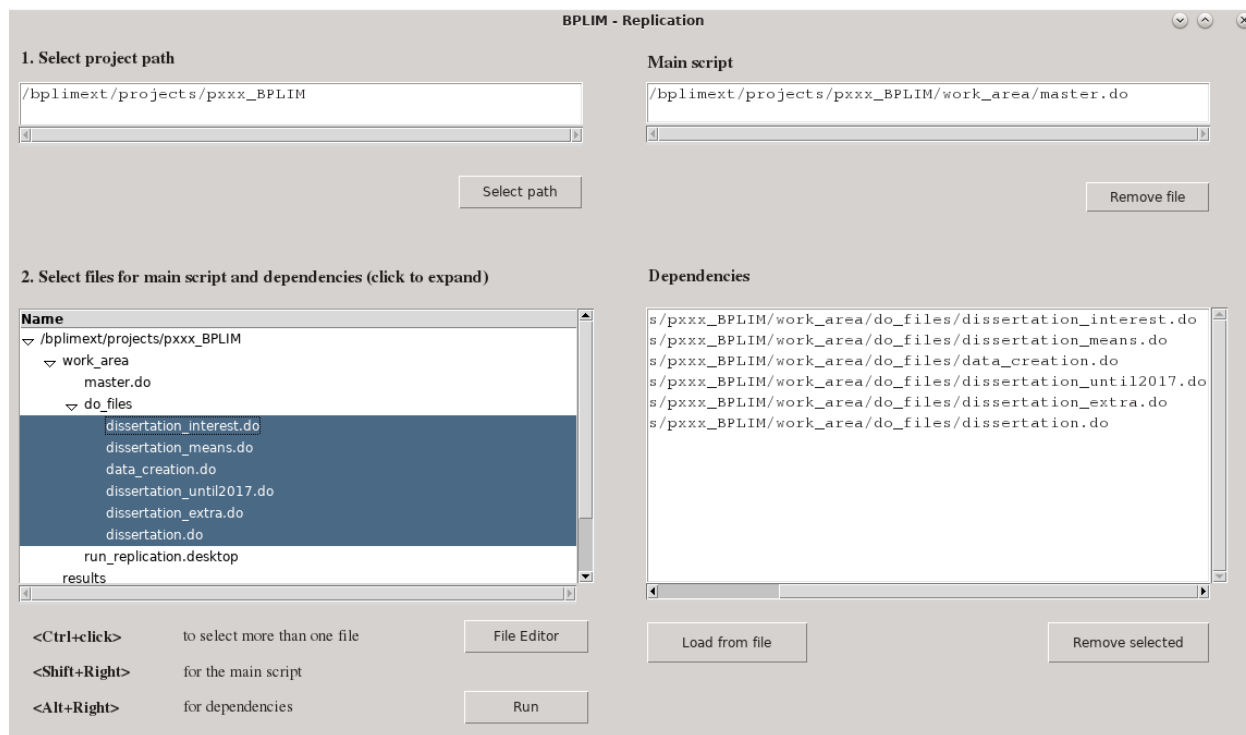 BPLIM - Replication
1. Select project path
/bplimext/projects/pxxx_BPLIM
Select path
Main script
/bplimext/projects/pxxx_BPLIM/work_area/master.do
Remove file
2. Select files for main script and dependencies (click to expand)
Name
/bplimext/projects/pxxx_BPLIM
work_area
master.do
do_files
dissertation_interest.do
dissertation_means.do
data_creation.do
dissertation_until2017.do
dissertation_extra.do
dissertation.do
run_replication.desktop
results
<Ctrl+click> to select more than one file
<Shift+Right> for the main script
<Alt+Right> for dependencies
File Editor
Run
Dependencies
s/pxxx_BPLIM/work_area/do_files/dissertation_interest.do
s/pxxx_BPLIM/work_area/do_files/dissertation_means.do
s/pxxx_BPLIM/work_area/do_files/data_creation.do
s/pxxx_BPLIM/work_area/do_files/dissertation_until2017.do
s/pxxx_BPLIM/work_area/do_files/dissertation_extra.do
s/pxxx_BPLIM/work_area/do_files/dissertation.do
Load from file
Remove selected